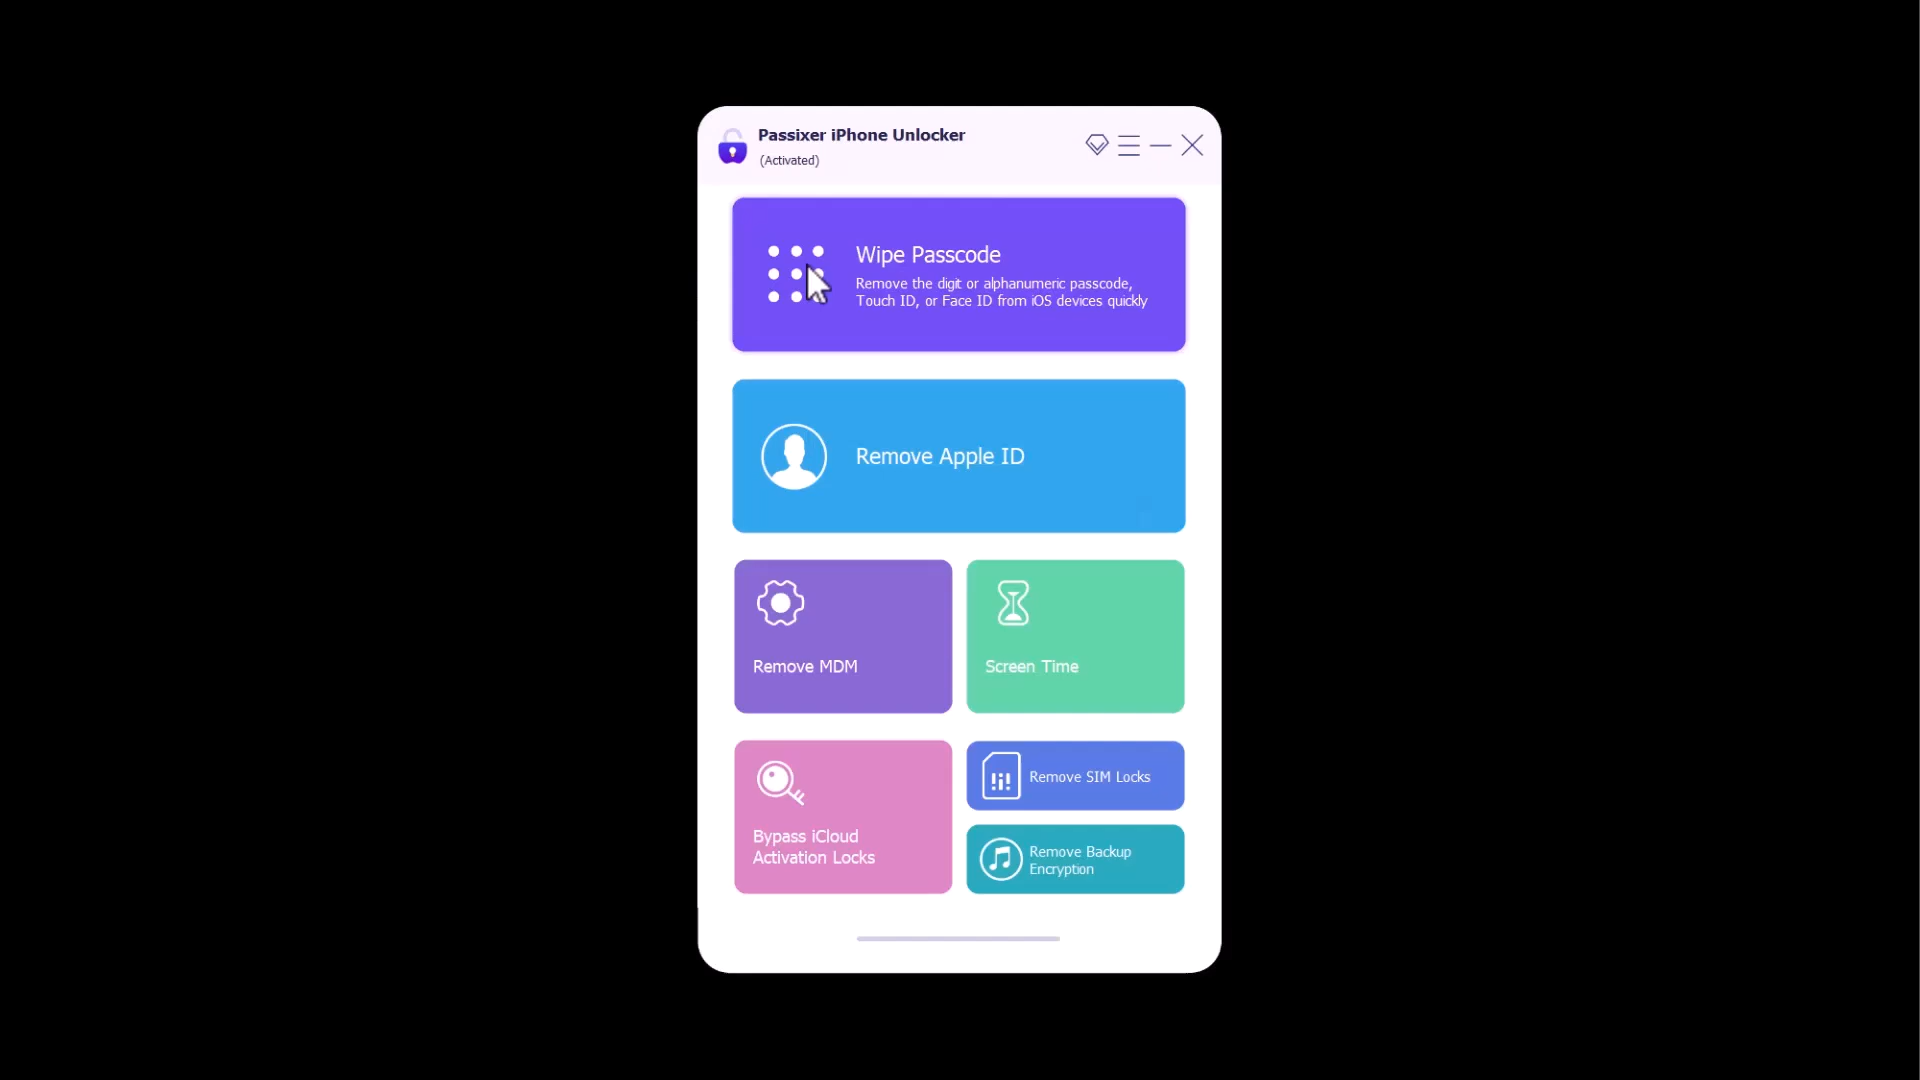 Passixer iPhone Unlocker
(Activated)
Wipe Passcode
Remove the digit or alphanumeric passcode,
Touch ID, or Face ID from iOS devices quickly
Remove Apple ID
Remove MDM
Screen Time
Bypass iCloud
Activation Locks
Remove SIM Locks
Remove Backup
Encryption